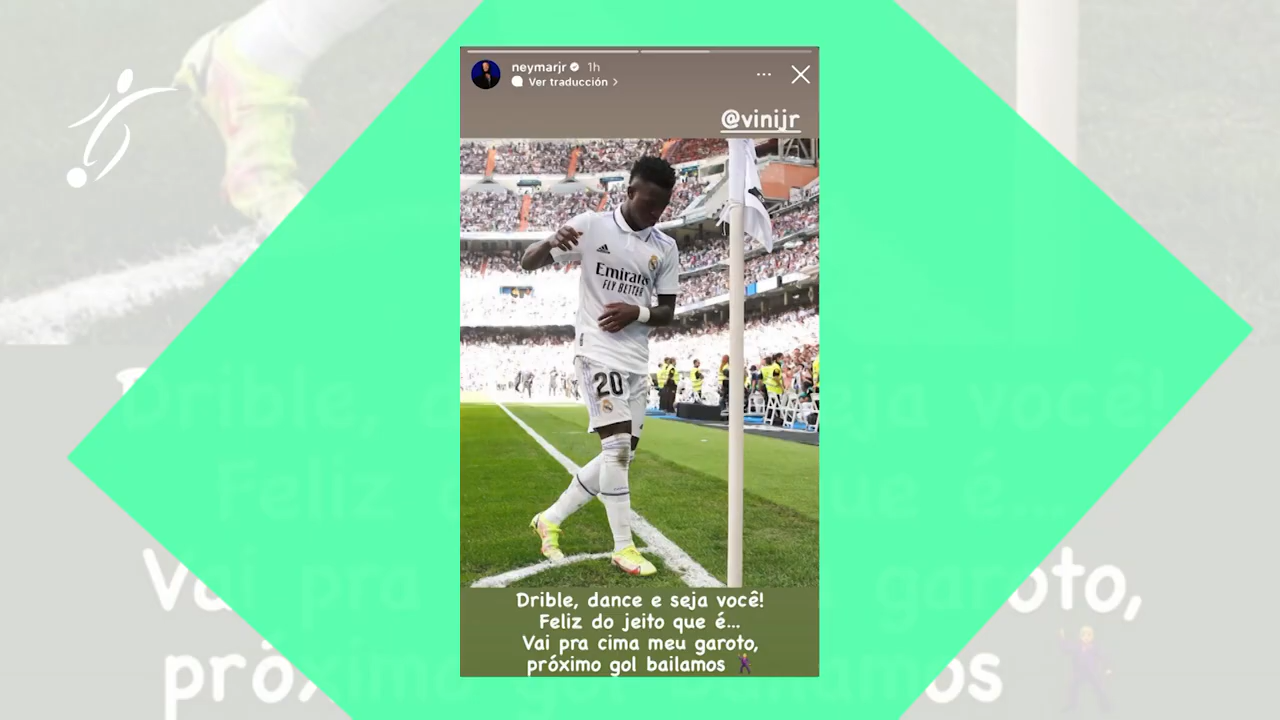 neymarjr 1h
Ver traducción
@vinijr
Emirates
FLY BETTER
20
Drible, dance e seja você!
Feliz do jeito que é...
Vai pra cima meu garoto,
próximo gol bailamos